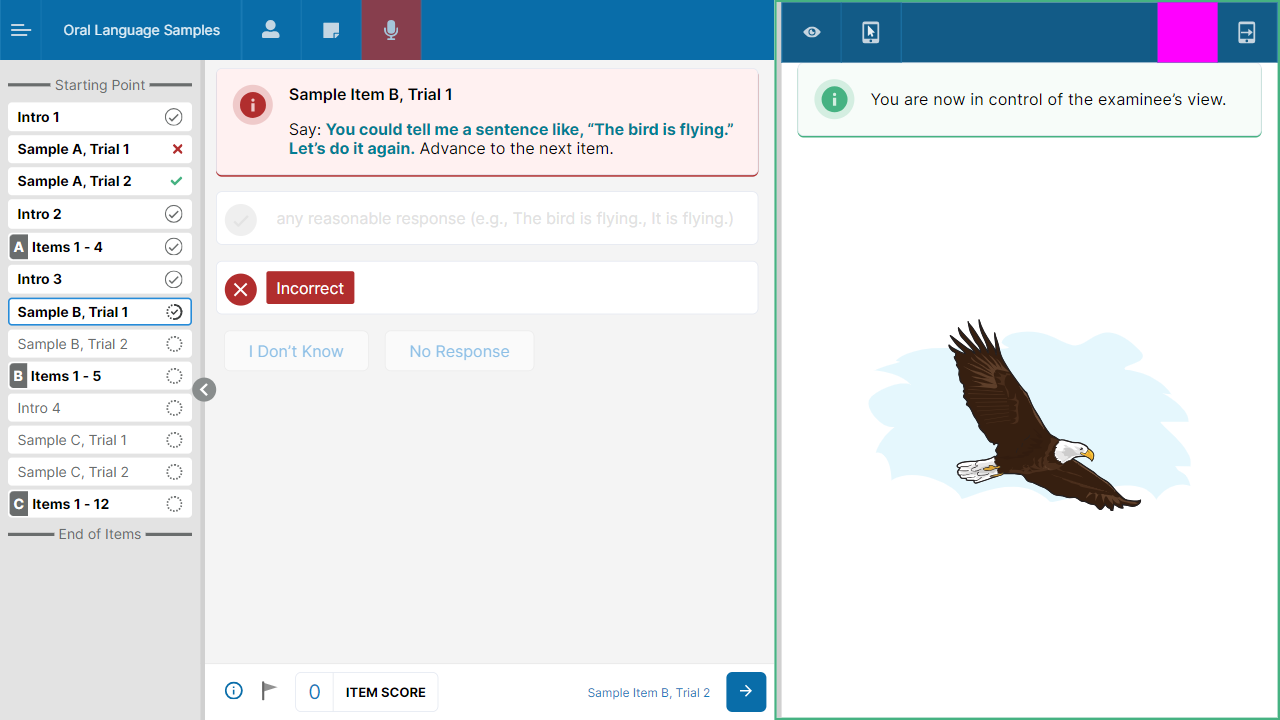 Oral Language Samples
Starting Point
Intro 1
Sample A, Trial 1
Sample A, Trial 2
Intro 2
A Items 1 - 4
Intro 3
Sample B, Trial 1
Sample B, Trial 2
B Items 1 - 5
Intro 4
Sample C, Trial 1
Sample C, Trial 2
C Items 1 - 12
End of Items
Sample Item B, Trial 1
Say: You could tell me a sentence like, “The bird is flying.”
Let’s do it again. Advance to the next item.
any reasonable response (e.g., The bird is flying., It is flying.)
Incorrect
I Don’t Know
No Response
0 ITEM SCORE
Sample Item B, Trial 2
You are now in control of the examinee’s view.